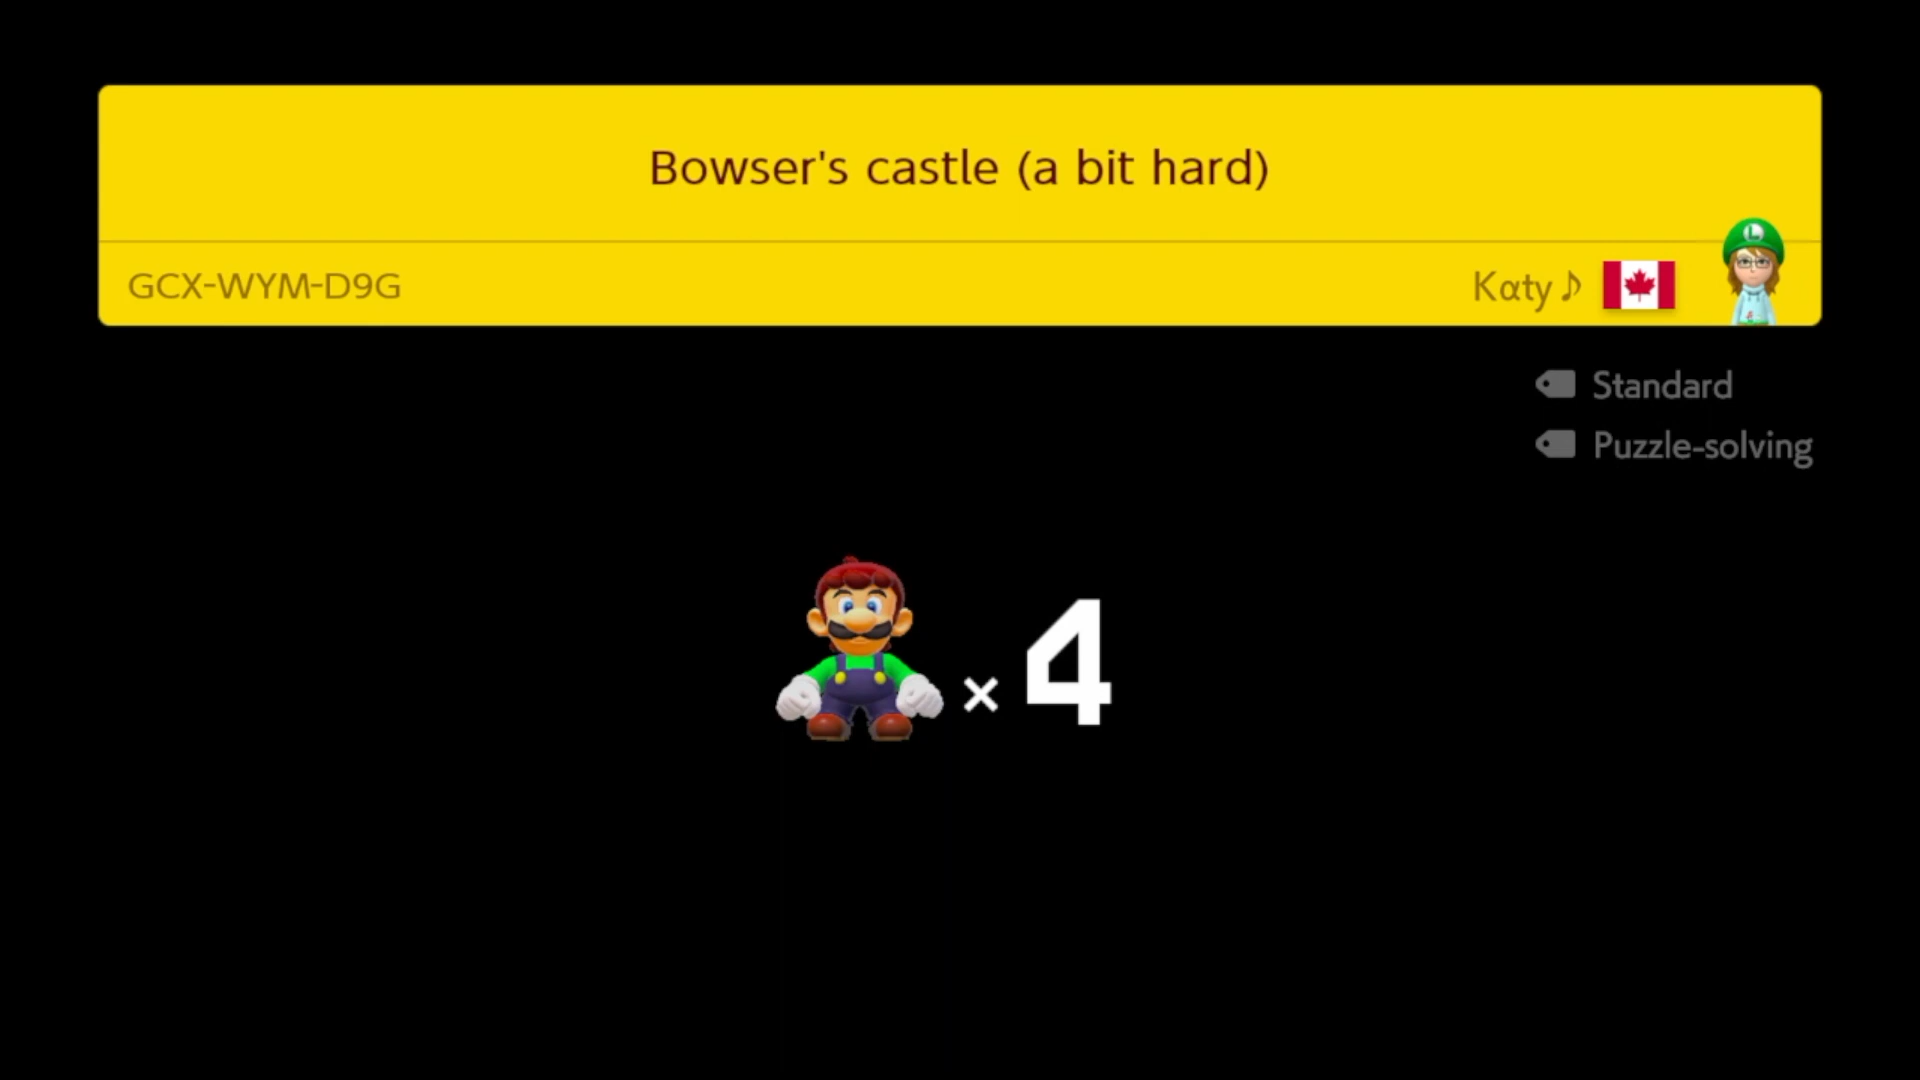 Bowser's castle (a bit hard)
GCX-WYM-D9G
Kαty♪
Standard
Puzzle-solving
× 4